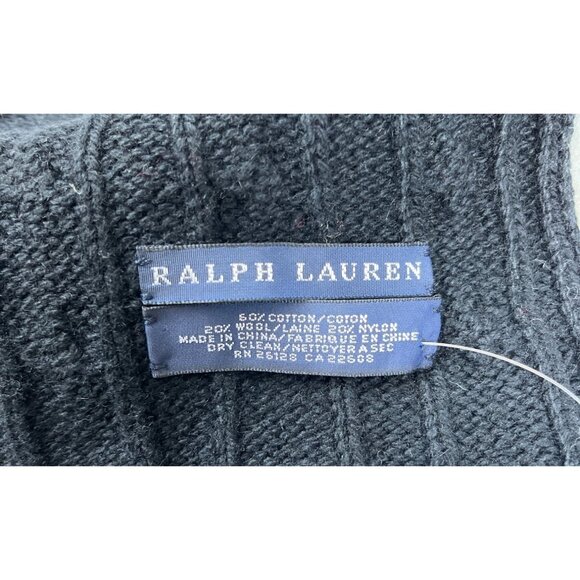 RALPH LAUREN
60% COTTON/COTON
20% WOOL/LAINE 20% NYLON
MADE IN CHINA/FABRIQUE EN CHINE
DRY CLEAN/NETTOYER A SEC
RN 26128 CA 22608